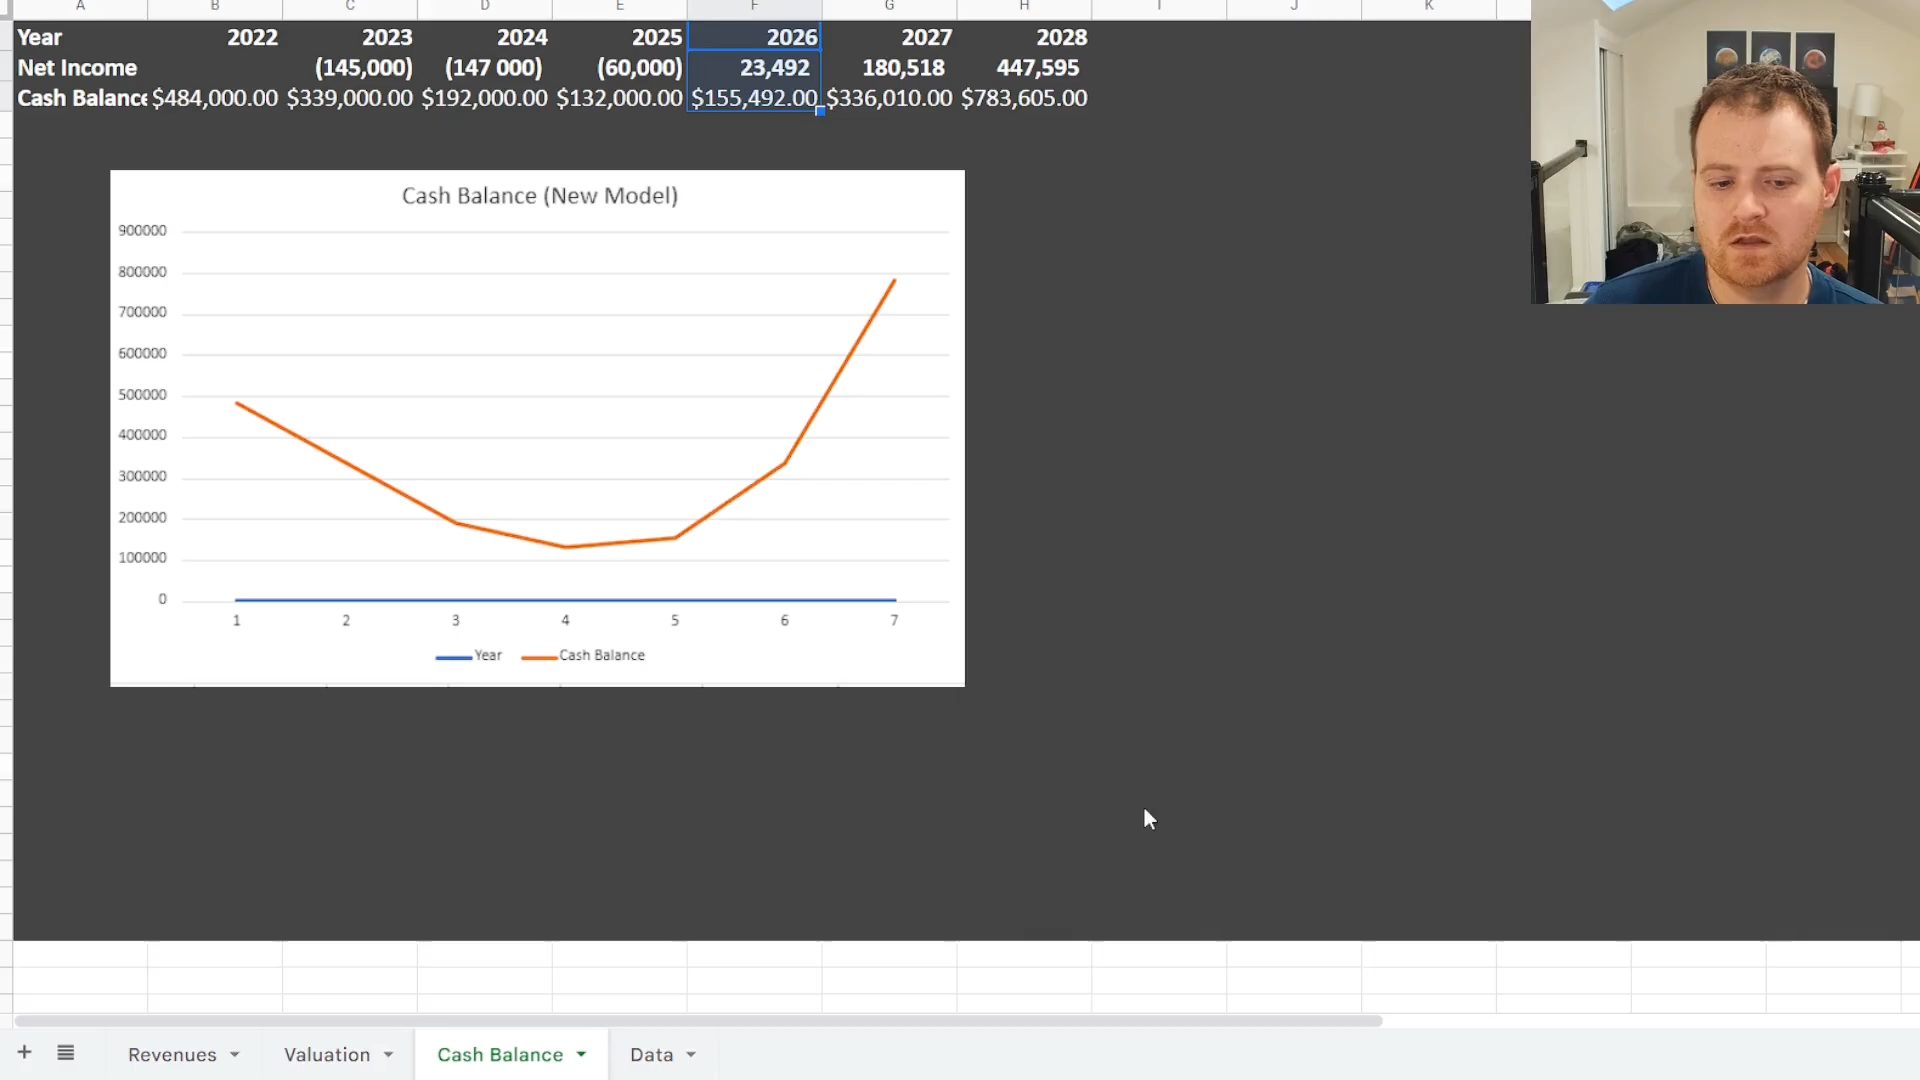 A B C D E F G H I J K
Year 2022 2023 2024 2025 2026 2027 2028
Net Income (145,000) (147 000) (60,000) 23,492 180,518 447,595
Cash Balance $484,000.00 $339,000.00 $192,000.00 $132,000.00 $155,492.00 $336,010.00 $783,605.00
Cash Balance (New Model)
900000
800000
700000
600000
500000
400000
300000
200000
100000
0
1 2 3 4 5 6 7
Year Cash Balance
Revenues Valuation Cash Balance Data